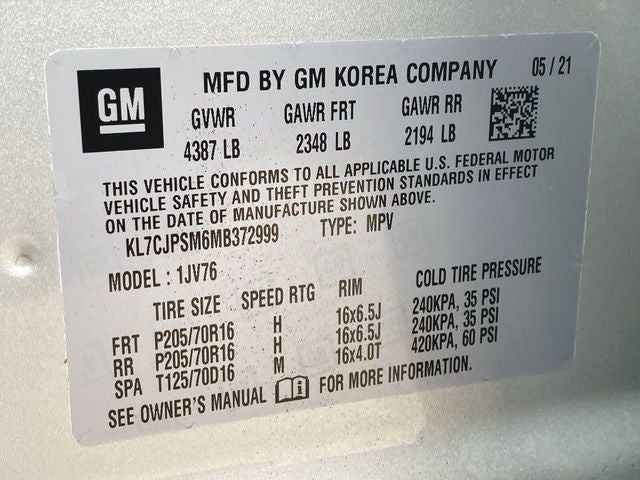 GM
MFD BY GM KOREA COMPANY 05 / 21
GVWR GAWR FRT GAWR RR
4387 LB 2348 LB 2194 LB
THIS VEHICLE CONFORMS TO ALL APPLICABLE U.S. FEDERAL MOTOR
VEHICLE SAFETY AND THEFT PREVENTION STANDARDS IN EFFECT
ON THE DATE OF MANUFACTURE SHOWN ABOVE.
KL7CJPSM6MB372999 TYPE: MPV
MODEL : 1JV76
TIRE SIZE SPEED RTG RIM COLD TIRE PRESSURE
FRT P205/70R16 H 16x6.5J 240KPA, 35 PSI
RR P205/70R16 H 16x6.5J 240KPA, 35 PSI
SPA T125/70D16 M 16x4.0T 420KPA, 60 PSI
SEE OWNER'S MANUAL FOR MORE INFORMATION.